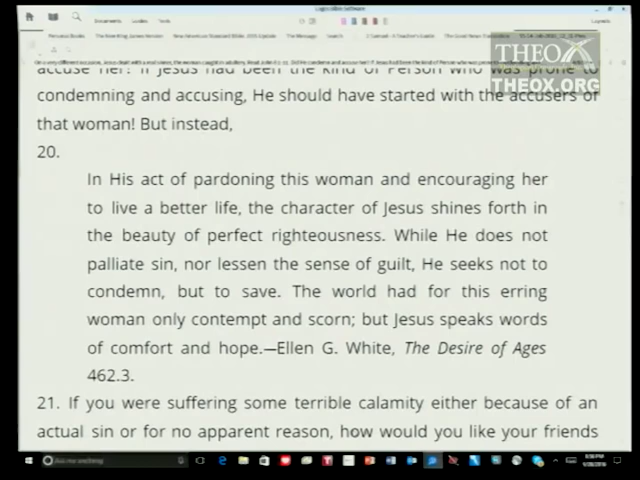 Logos Bible Software
Documents Guides Tools
Layouts
THEOX
THEOX.ORG
accuse her! If Jesus had been the kind of Person who was prone to
condemning and accusing, He should have started with the accusers of
that woman! But instead,
20.
In His act of pardoning this woman and encouraging her
to live a better life, the character of Jesus shines forth in
the beauty of perfect righteousness. While He does not
palliate sin, nor lessen the sense of guilt, He seeks not to
condemn, but to save. The world had for this erring
woman only contempt and scorn; but Jesus speaks words
of comfort and hope.—Ellen G. White, The Desire of Ages
462.3.
21. If you were suffering some terrible calamity either because of an
actual sin or for no apparent reason, how would you like your friends
Ask me anything